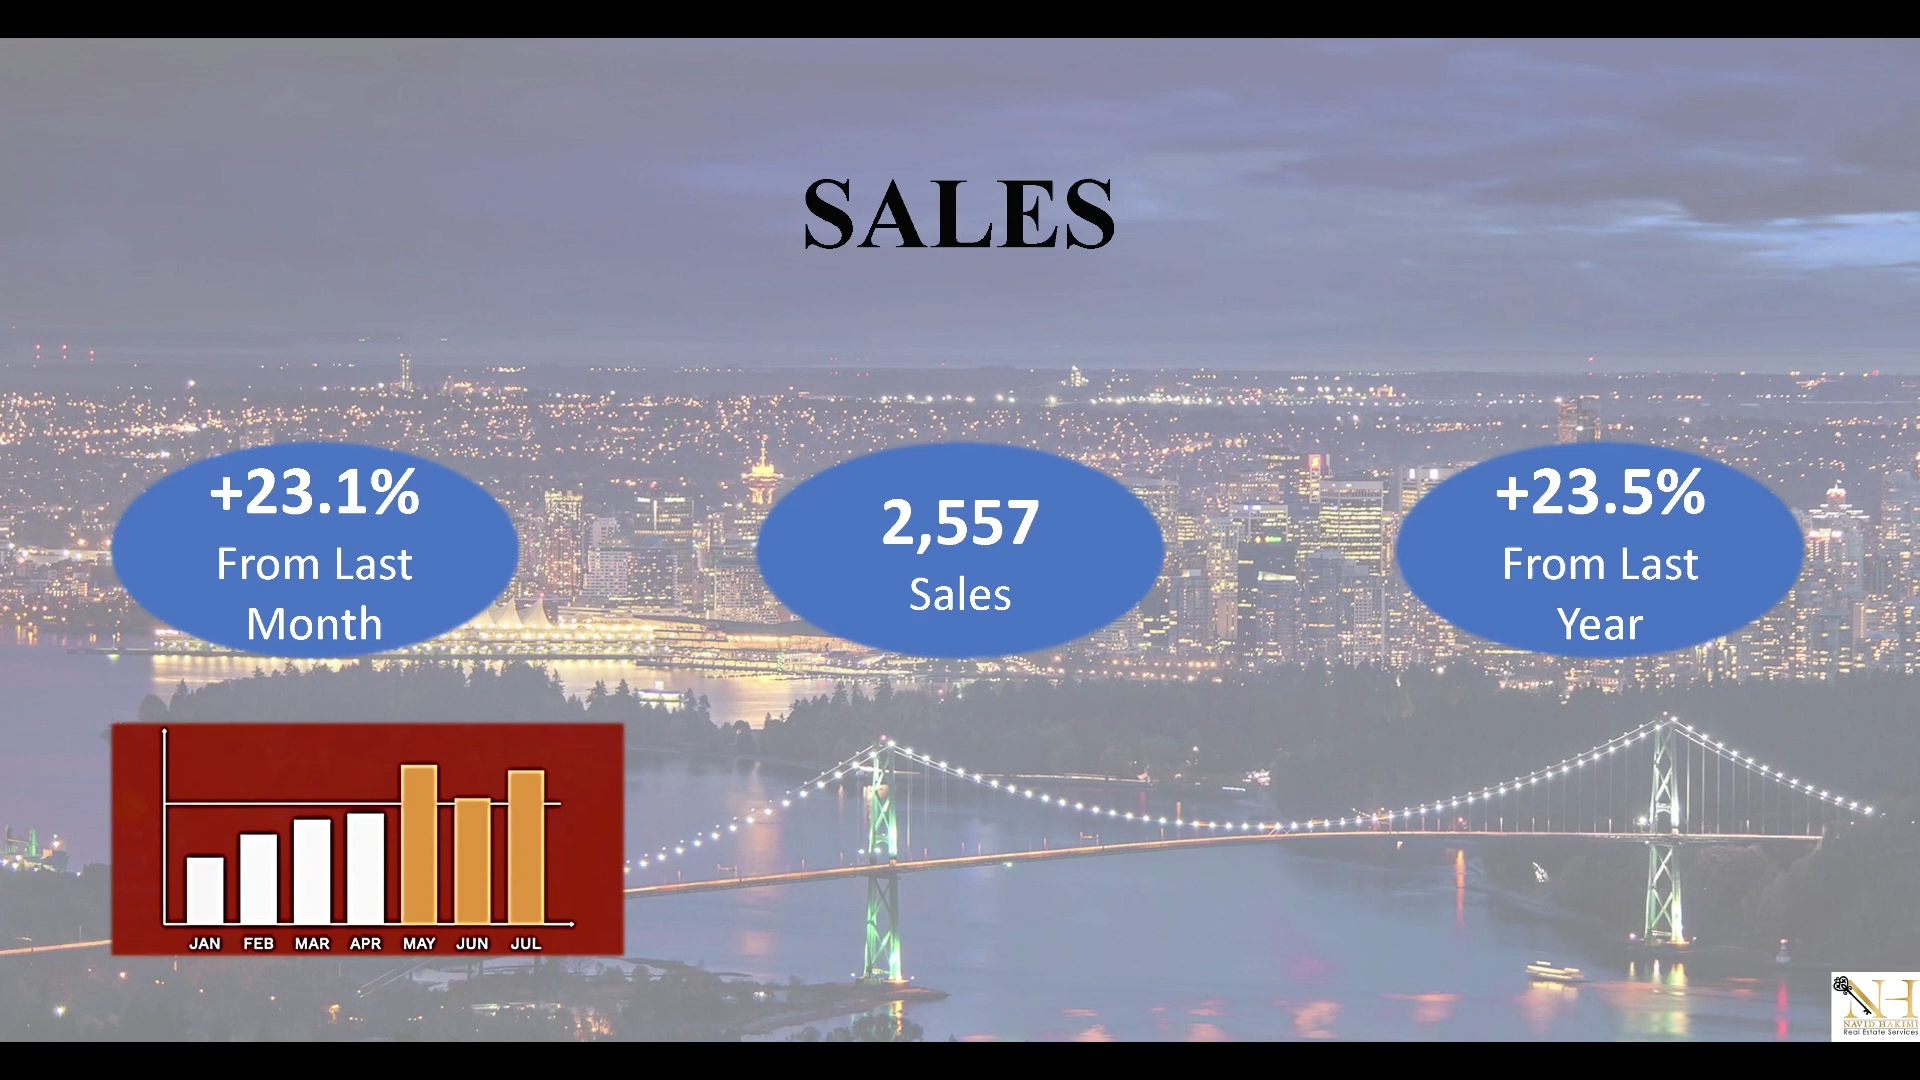 SALES
+23.1%
From Last
Month
2,557
Sales
+23.5%
From Last
Year
JAN FEB MAR APR MAY JUN JUL
NH
NAVID HAKIMI
Real Estate Services